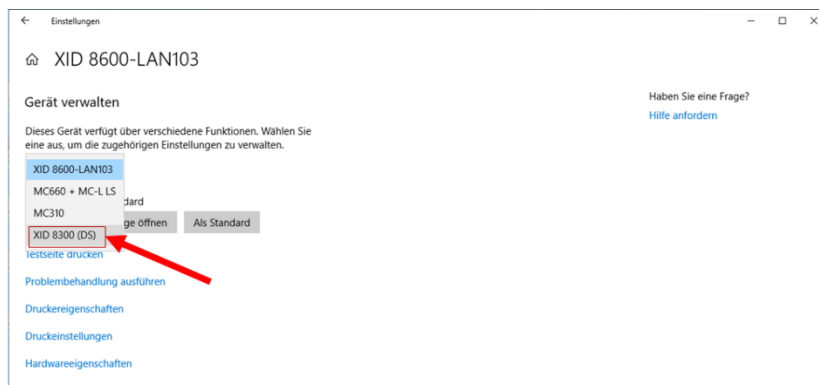 Einstellungen
XID 8600-LAN103
Gerät verwalten
Dieses Gerät verfügt über verschiedene Funktionen. Wählen Sie
eine aus, um die zugehörigen Einstellungen zu verwalten.
XID 8600-LAN103
MC660 + MC-L LS
MC310
XID 8300 (DS)
dard
ge öffnen
Als Standard
Testseite drucken
Problembehandlung ausführen
Druckereigenschaften
Druckeinstellungen
Hardwareeigenschaften
Haben Sie eine Frage?
Hilfe anfordern